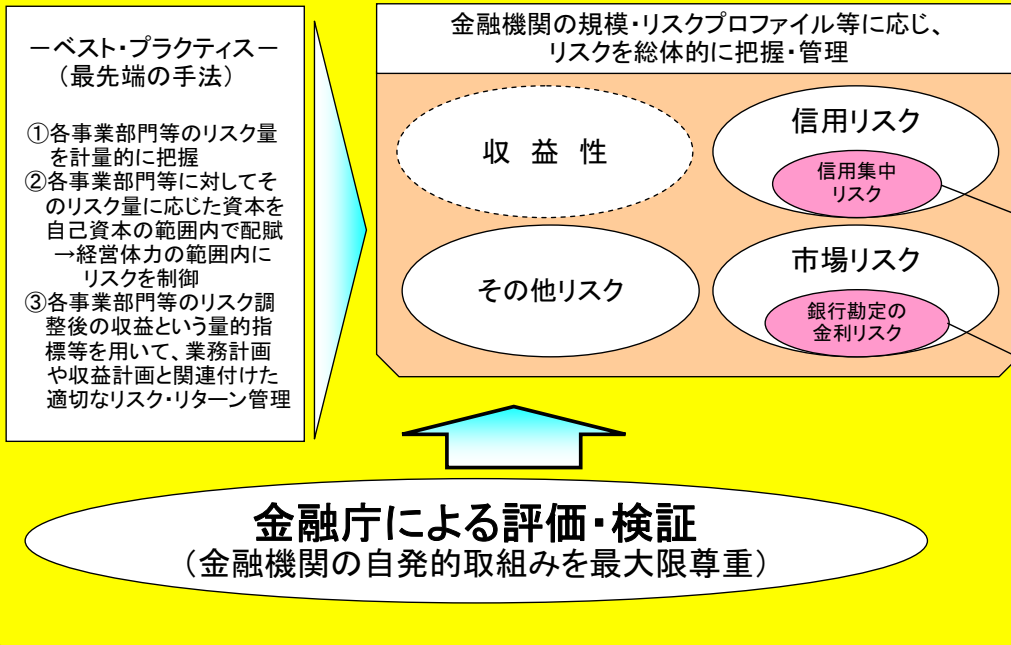 －ベスト・プラクティス－
（最先端の手法）
①各事業部門等のリスク量
を計量的に把握
②各事業部門等に対してそ
のリスク量に応じた資本を
自己資本の範囲内で配賦
→経営体力の範囲内に
リスクを制御
③各事業部門等のリスク調
整後の収益という量的指
標等を用いて、業務計画
や収益計画と関連付けた
適切なリスク・リターン管理
金融機関の規模・リスクプロファイル等に応じ、
リスクを総体的に把握・管理
収 益 性
信用リスク
信用集中
リスク
その他リスク
市場リスク
銀行勘定の
金利リスク
金融庁による評価・検証
（金融機関の自発的取組みを最大限尊重）